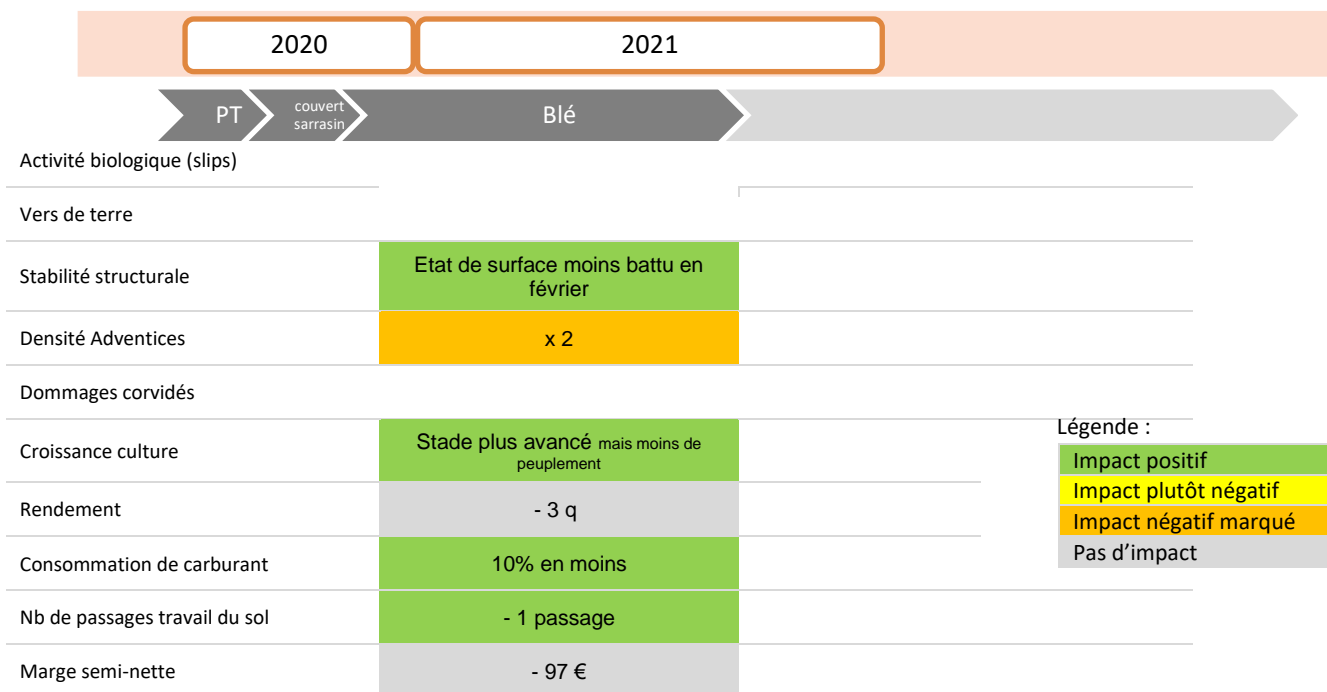 2020
2021
PT
couvert
sarrasin
Blé
Activité biologique (slips)
Vers de terre
Stabilité structurale
Etat de surface moins battu en
février
Densité Adventices
x 2
Dommages corvidés
Croissance culture
Stade plus avancé mais moins de
peuplement
Rendement
- 3 q
Consommation de carburant
10% en moins
Nb de passages travail du sol
- 1 passage
Marge semi-nette
- 97 €
Légende :
Impact positif
Impact plutôt négatif
Impact négatif marqué
Pas d’impact